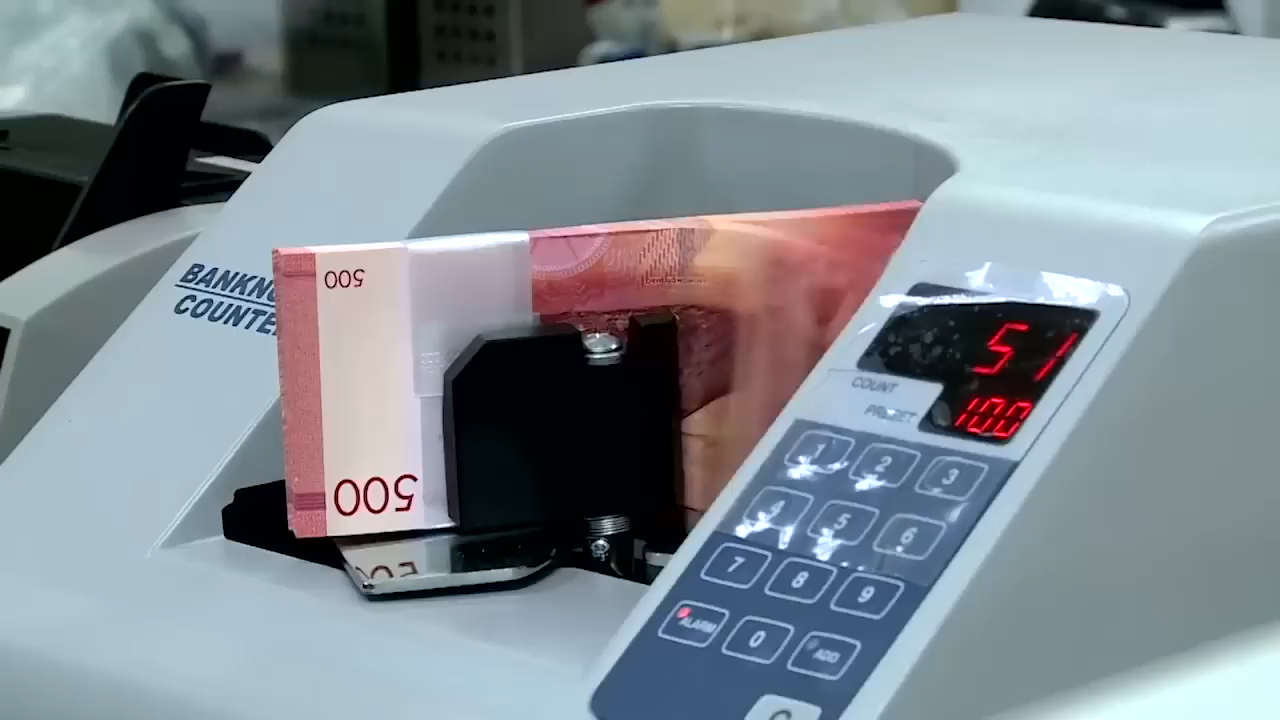 BANKN
COUNTE
500
500
51
COUNT
PRESET
100
1 2 3
4 5 6
7 8 9
ALARM 0 ADD